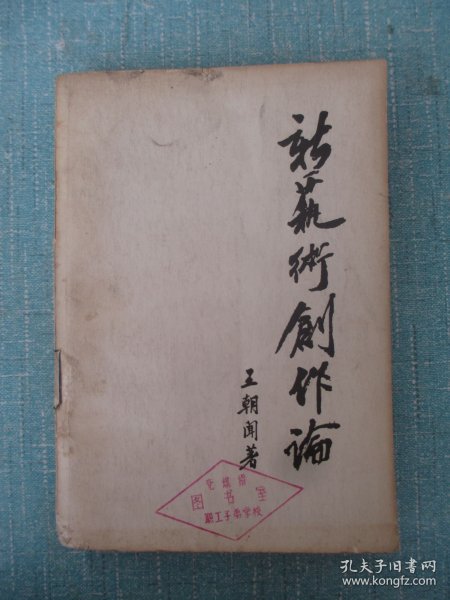 新藝術創作論
王朝聞著
图书室
职工子弟学校
孔夫子旧书网
www.kongfz.com